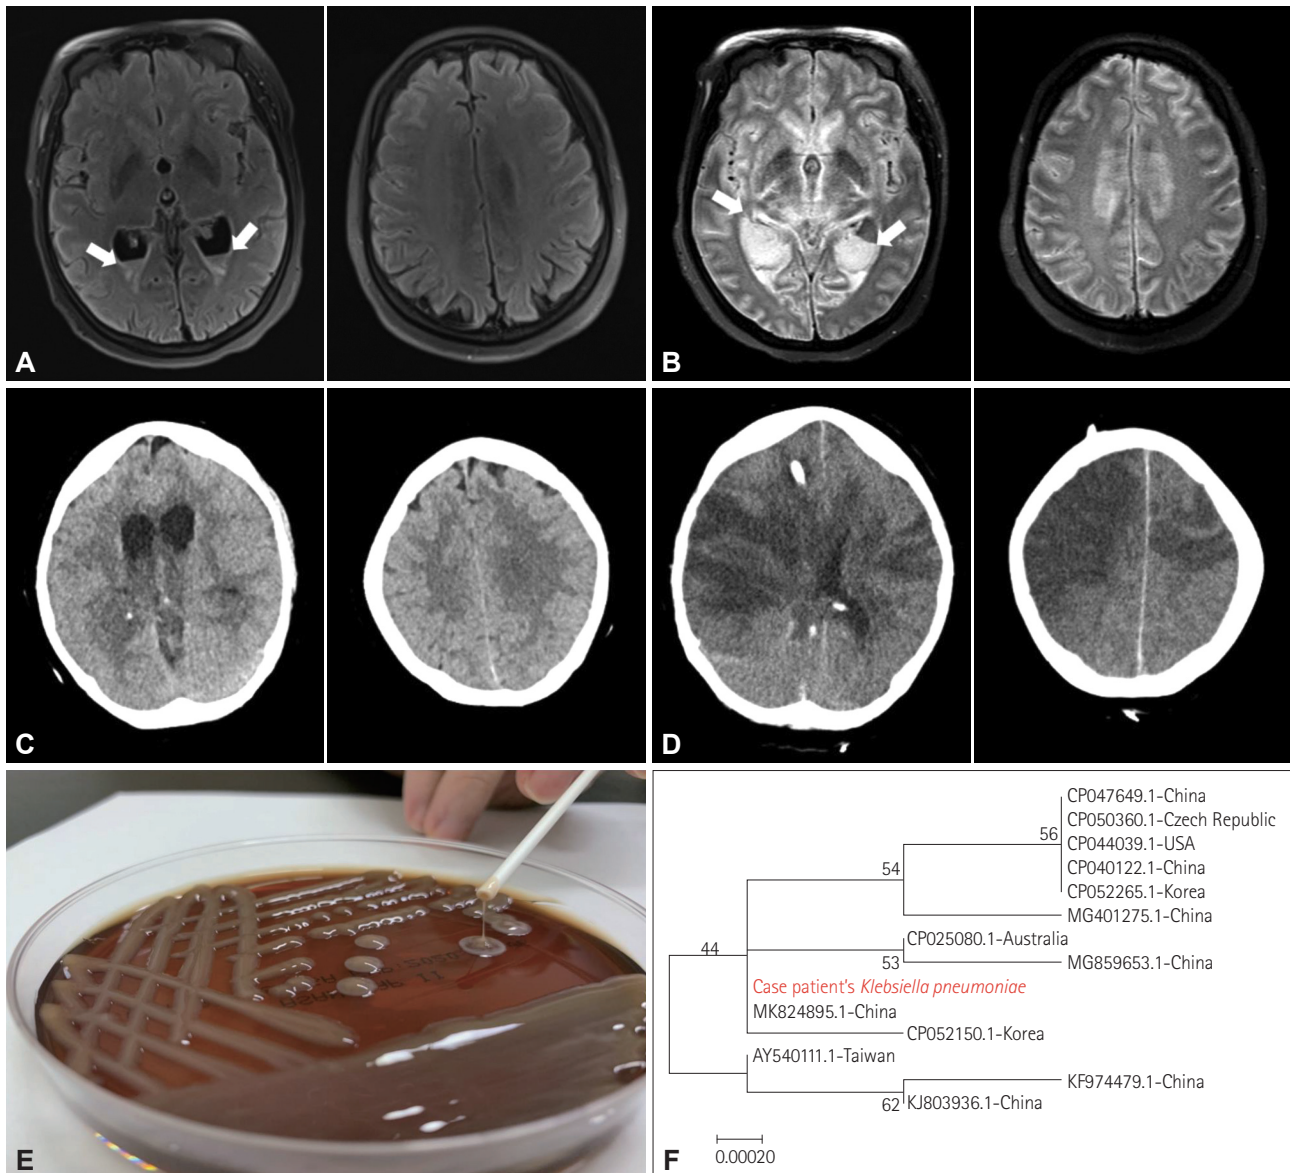 A
B
C
D
E
F
CP047649.1-China
CP050360.1-Czech Republic
56
CP044039.1-USA
54
CP040122.1-China
CP052265.1-Korea
MG401275.1-China
44
CP025080.1-Australia
53
MG859653.1-China
Case patient's Klebsiella pneumoniae
MK824895.1-China
CP052150.1-Korea
AY540111.1-Taiwan
KF974479.1-China
62
KJ803936.1-China
0.00020